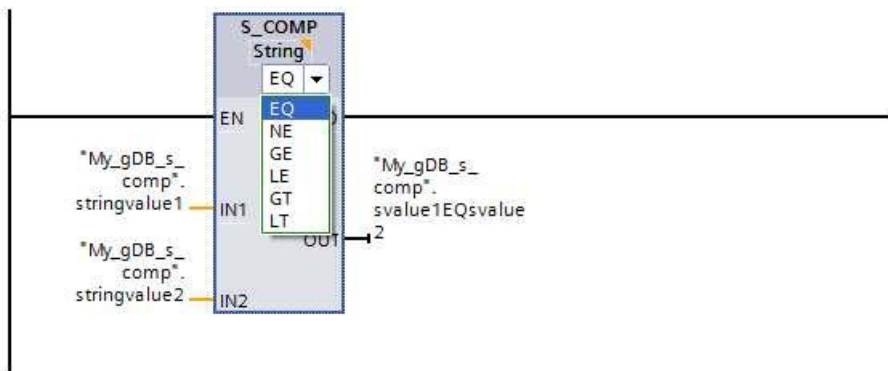 S_COMP
String
EQ
EN
EQ
NE
GE
LE
GT
LT
"My_gDB_s_
comp".
stringvalue1
IN1
"My_gDB_s_
comp".
svalue1EQsvalue
2
OUT
"My_gDB_s_
comp".
stringvalue2
IN2